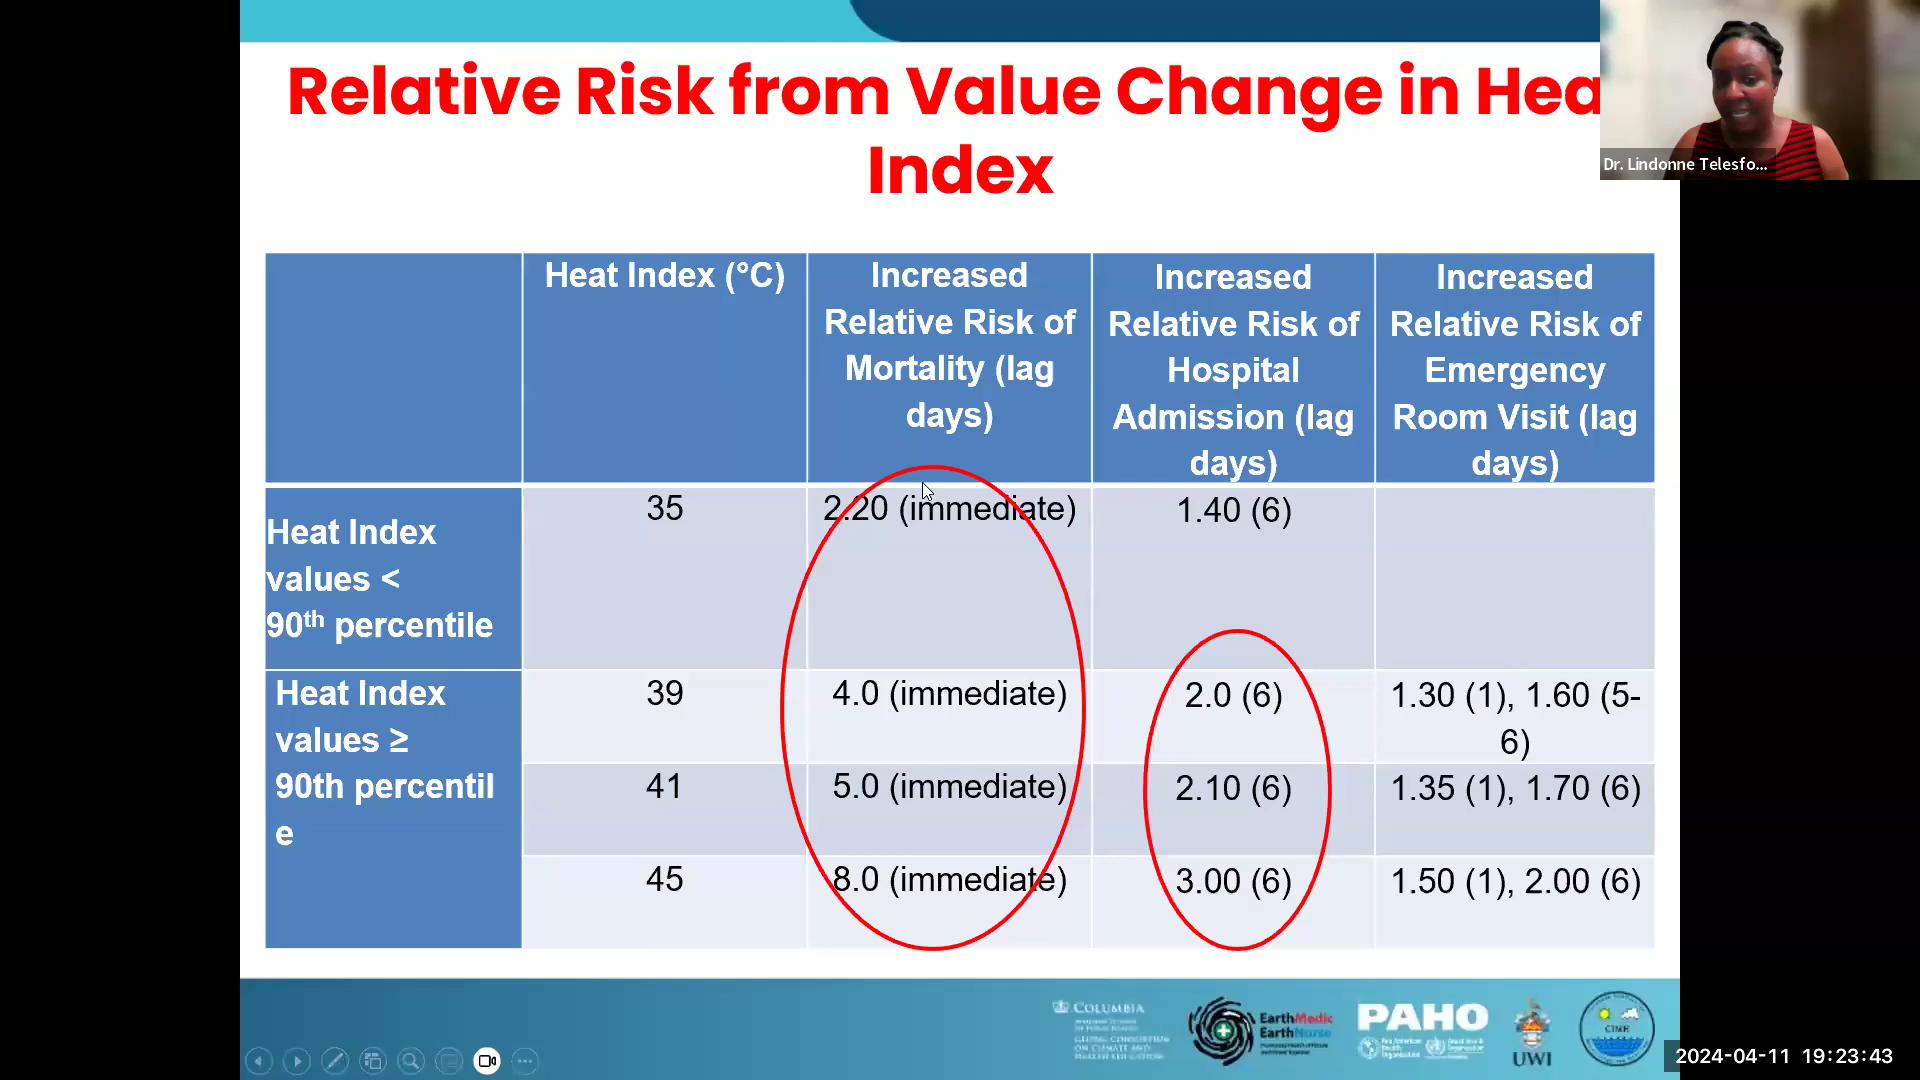 Relative Risk from Value Change in Hea
Index
Dr. Lindonne Telesfo...
Heat Index (°C)
Increased
Relative Risk of
Mortality (lag
days)
Increased
Relative Risk of
Hospital
Admission (lag
days)
Increased
Relative Risk of
Emergency
Room Visit (lag
days)
Heat Index
values <
90th percentile
35
2.20 (immediate)
1.40 (6)
Heat Index
values ≥
90th percentil
e
39
4.0 (immediate)
2.0 (6)
1.30 (1), 1.60 (5-
6)
41
5.0 (immediate)
2.10 (6)
1.35 (1), 1.70 (6)
45
8.0 (immediate)
3.00 (6)
1.50 (1), 2.00 (6)
COLUMBIA
EarthMedic
EarthNurse
PAHO
UWI
CIMH
2024-04-11 19:23:43